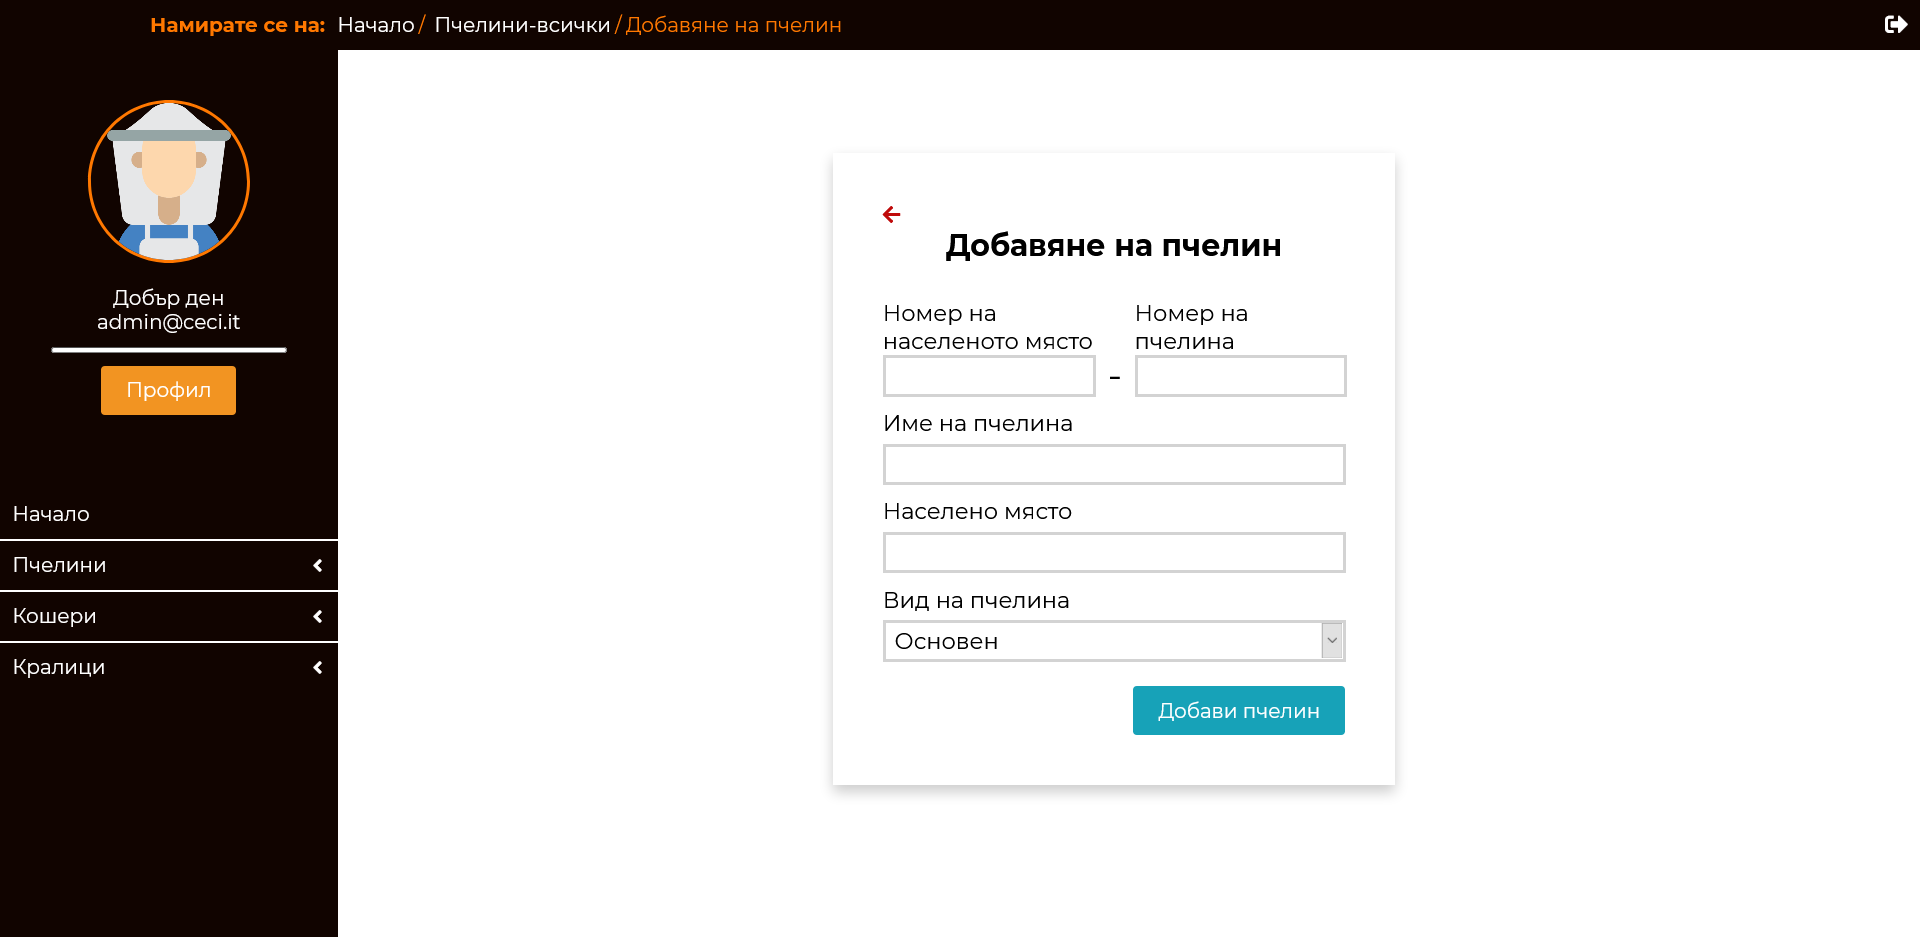 Намирате се на: Начало / Пчелини-всички / Добавяне на пчелин
Добър ден
admin@ceci.it
Профил
Начало
Пчелини
Кошери
Кралици
Добавяне на пчелин
Номер на
населеното място
-
Номер на
пчелина
Име на пчелина
Населено място
Вид на пчелина
Основен
Добави пчелин